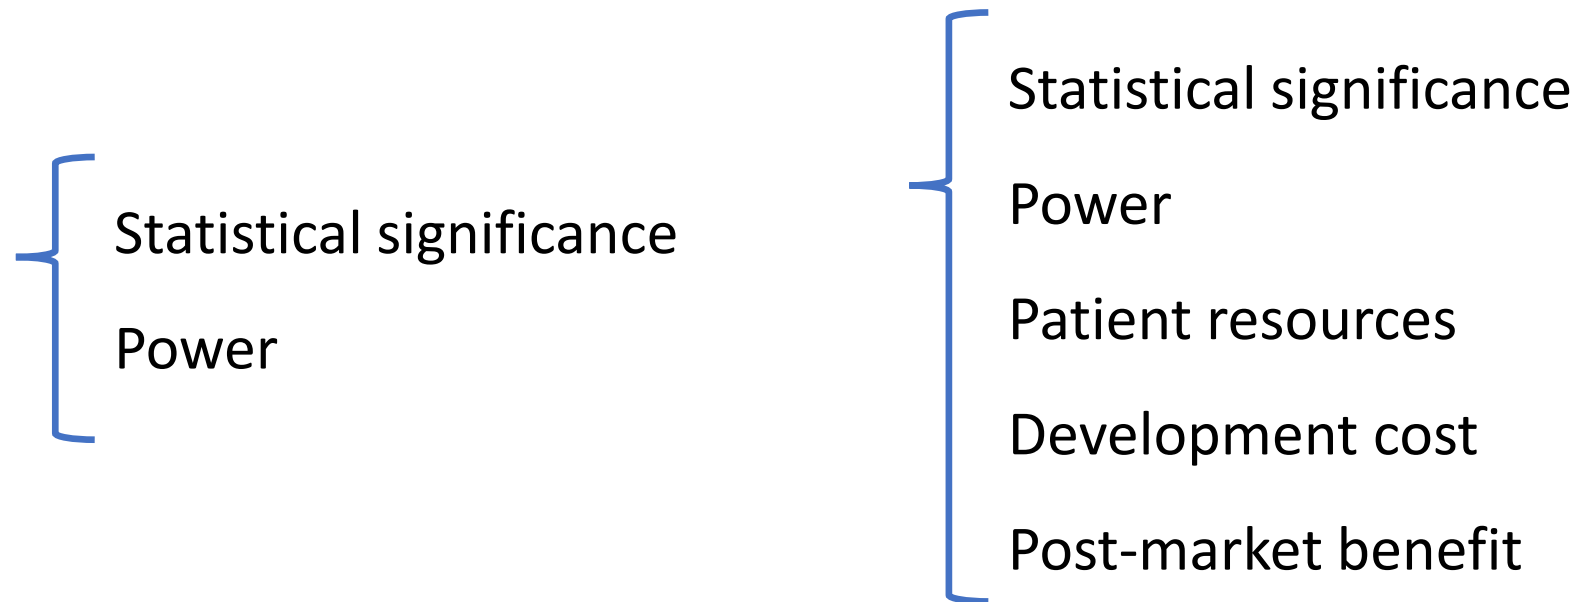 Statistical significance
Power
Statistical significance
Power
Patient resources
Development cost
Post-market benefit